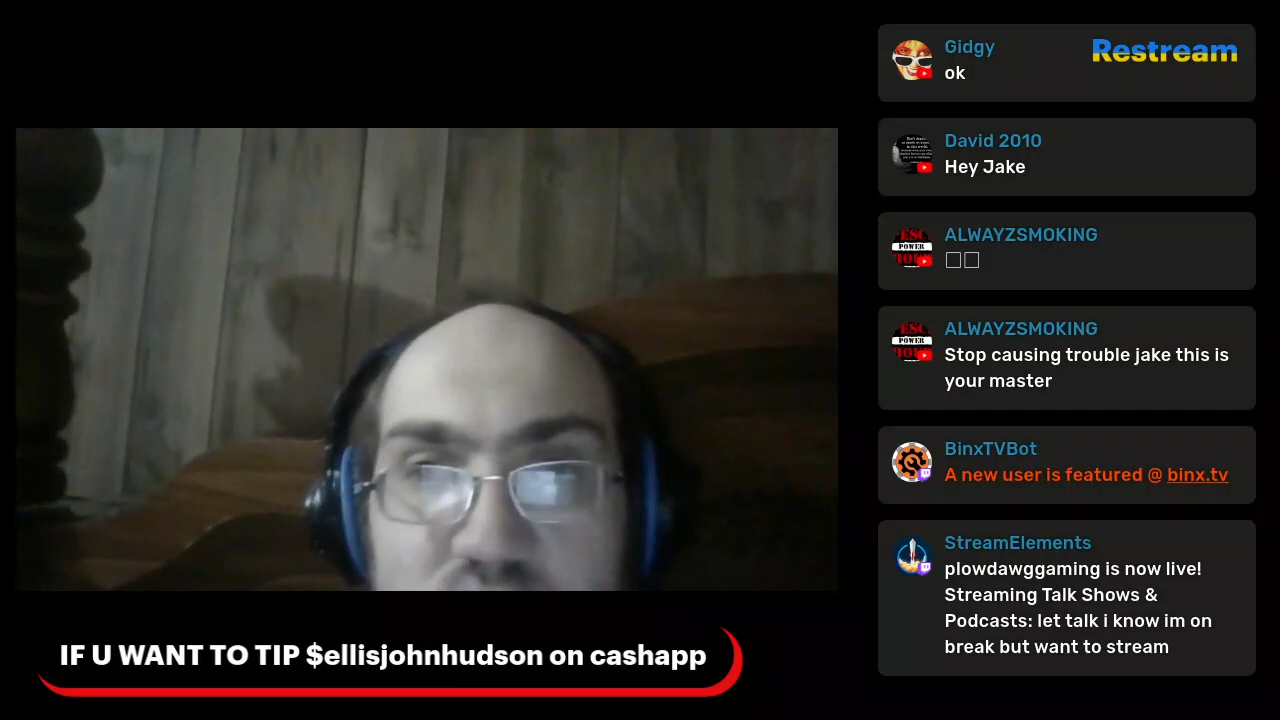 Restream
Gidgy
ok
David 2010
Hey Jake
ALWAYZSMOKING
ALWAYZSMOKING
Stop causing trouble jake this is
your master
BinxTVBot
A new user is featured @ binx.tv
StreamElements
plowdawggaming is now live!
Streaming Talk Shows &
Podcasts: let talk i know im on
break but want to stream
IF U WANT TO TIP $ellisjohnhudson on cashapp